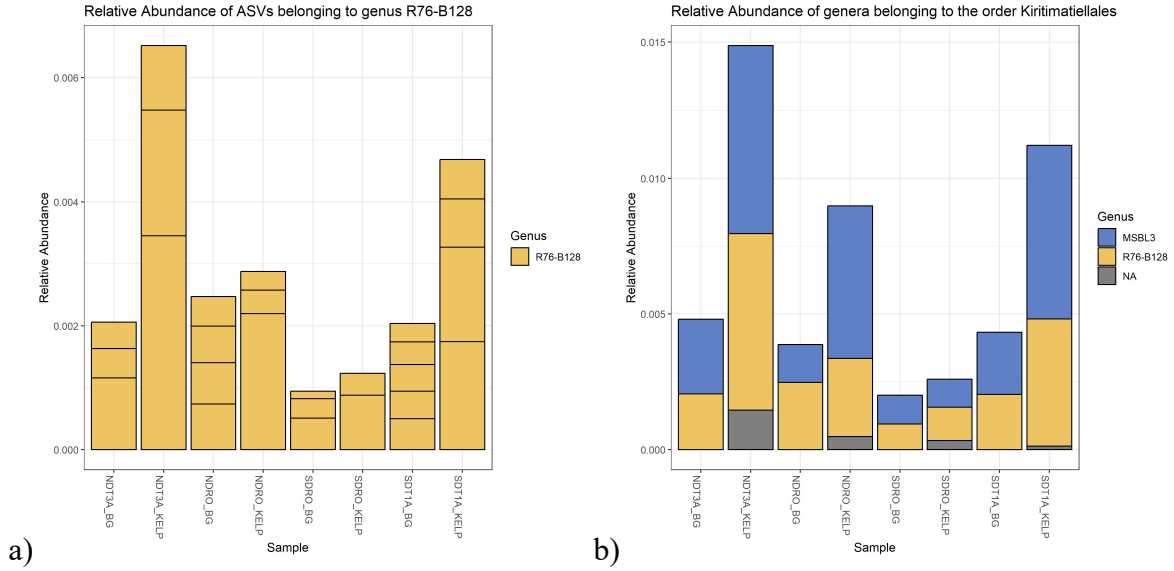 Relative Abundance of ASVs belonging to genus R76-B128
0.006
0.004
0.002
0.000
Relative Abundance
NDT3A_BG
NDT3A_KELP
NDRO_BG
NDRO_KELP
SDRO_BG
SDRO_KELP
SDT1A_BG
SDT1A_KELP
Sample
Genus
R76-B128
a)
Relative Abundance of genera belonging to the order Kiritimatiellales
0.015
0.010
0.005
0.000
Relative Abundance
NDT3A_BG
NDT3A_KELP
NDRO_BG
NDRO_KELP
SDRO_BG
SDRO_KELP
SDT1A_BG
SDT1A_KELP
Sample
Genus
MSBL3
R76-B128
NA
b)